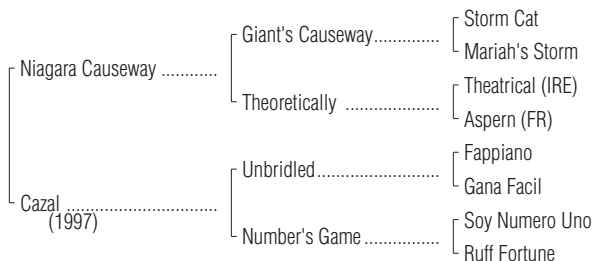 Storm Cat
Giant's Causeway..............
Mariah's Storm
Niagara Causeway ............
Theatrical (IRE)
Theoretically .....................
Aspern (FR)
Fappiano
Unbridled.............................
Gana Facil
Cazal ..................................
(1997)
Soy Numero Uno
Number's Game .................
Ruff Fortune